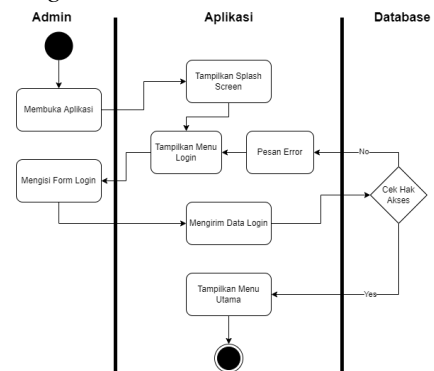 Admin
Aplikasi
Database
Tampilkan Splash
Screen
Membuka Aplikasi
Tampilkan Menu
Login
Pesan Error
No
Mengisi Form Login
Cek Hak
Akses
Mengirim Data Login
Tampilkan Menu
Utama
Yes